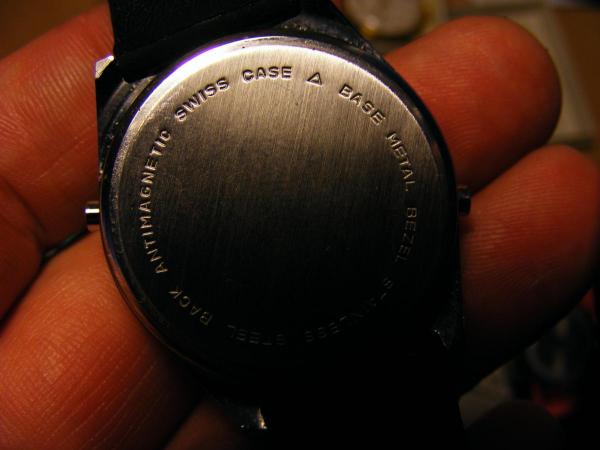 BASE METAL BEZEL STAINLESS STEEL BACK ANTIMAGNETIC SWISS CASE △